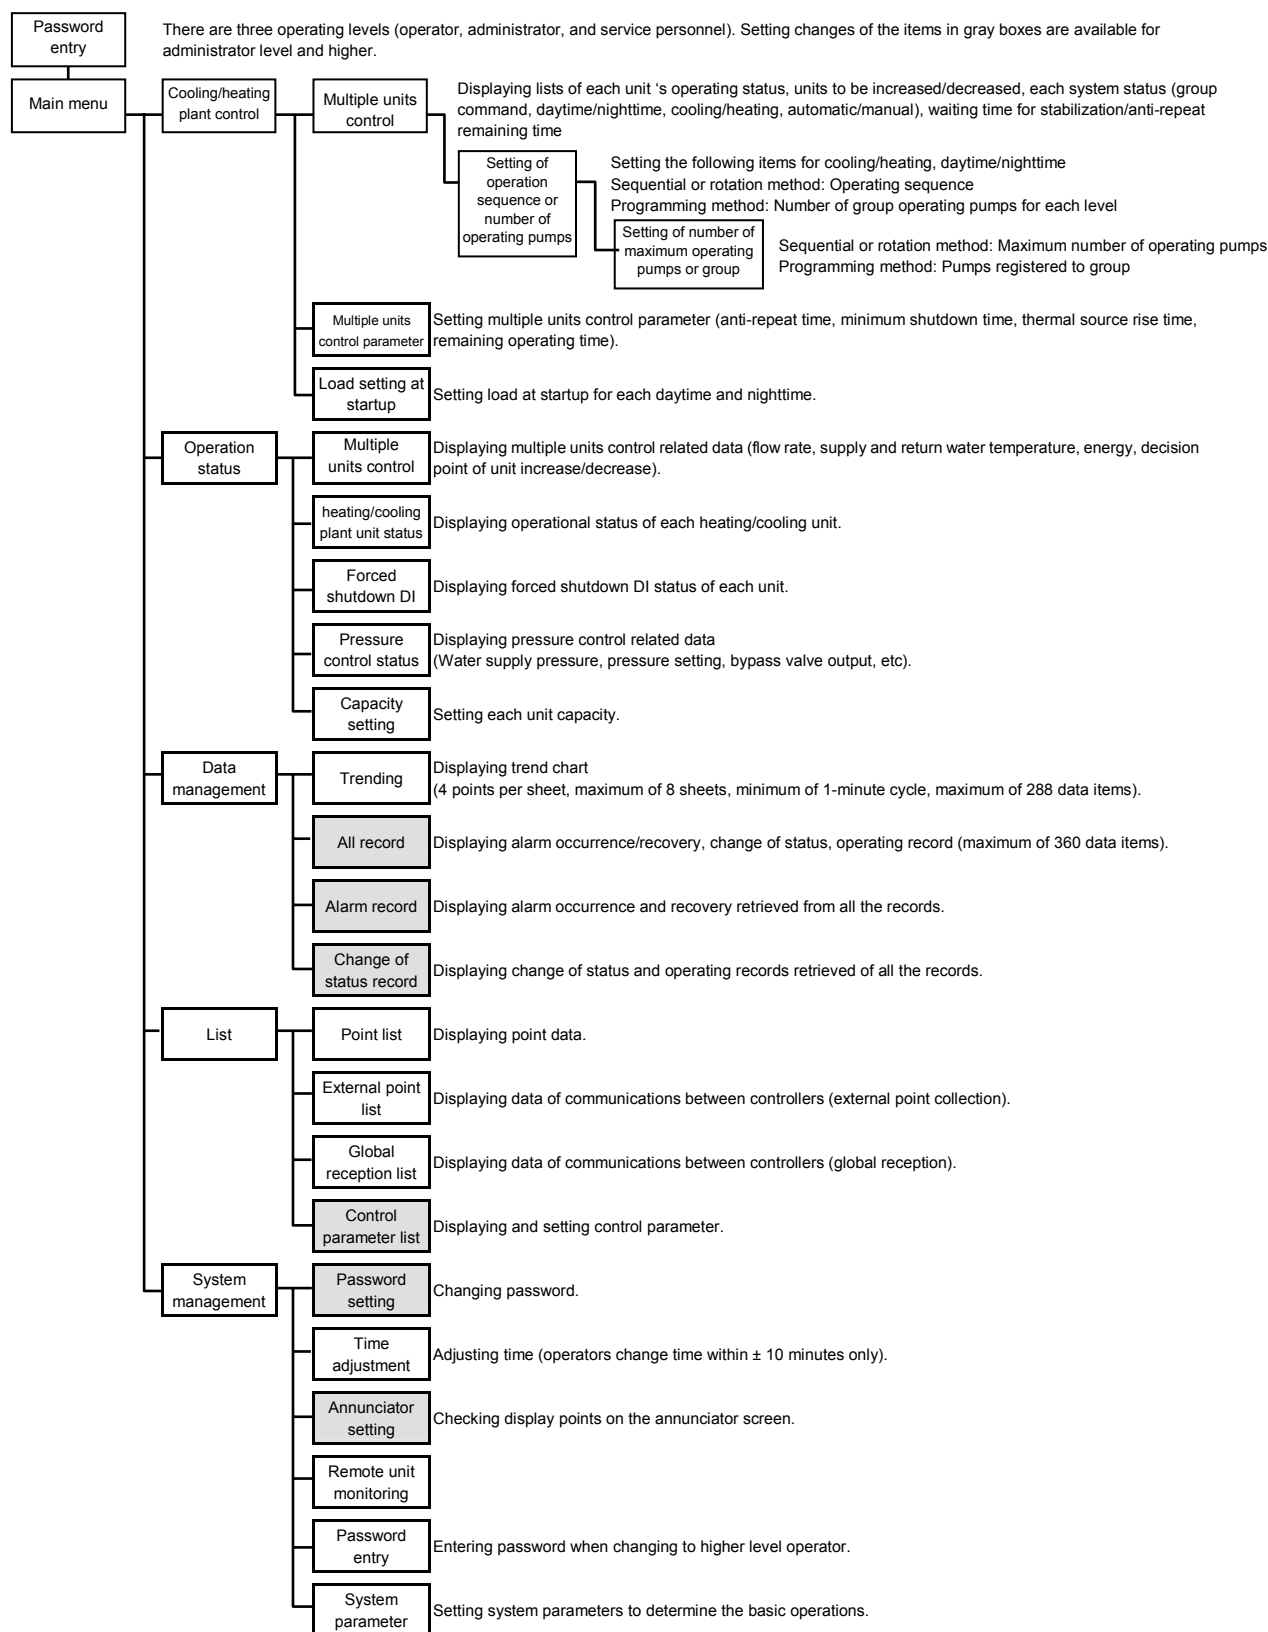 Password
entry
There are three operating levels (operator, administrator, and service personnel). Setting changes of the items in gray boxes are available for
administrator level and higher.
Main menu
Cooling/heating
plant control
Multiple units
control
Displaying lists of each unit ‘s operating status, units to be increased/decreased, each system status (group
command, daytime/nighttime, cooling/heating, automatic/manual), waiting time for stabilization/anti-repeat
remaining time
Setting of
operation
sequence or
number of
operating pumps
Setting the following items for cooling/heating, daytime/nighttime
Sequential or rotation method: Operating sequence
Programming method: Number of group operating pumps for each level
Setting of number of
maximum operating
pumps or group
Sequential or rotation method: Maximum number of operating pumps
Programming method: Pumps registered to group
Multiple units
control parameter
Setting multiple units control parameter (anti-repeat time, minimum shutdown time, thermal source rise time,
remaining operating time).
Load setting at
startup
Setting load at startup for each daytime and nighttime.
Operation
status
Multiple
units control
Displaying multiple units control related data (flow rate, supply and return water temperature, energy, decision
point of unit increase/decrease).
heating/cooling
plant unit status
Displaying operational status of each heating/cooling unit.
Forced
shutdown DI
Displaying forced shutdown DI status of each unit.
Pressure
control status
Displaying pressure control related data
(Water supply pressure, pressure setting, bypass valve output, etc).
Capacity
setting
Setting each unit capacity.
Data
management
Trending
Displaying trend chart
(4 points per sheet, maximum of 8 sheets, minimum of 1-minute cycle, maximum of 288 data items).
All record
Displaying alarm occurrence/recovery, change of status, operating record (maximum of 360 data items).
Alarm record
Displaying alarm occurrence and recovery retrieved from all the records.
Change of
status record
Displaying change of status and operating records retrieved of all the records.
List
Point list
Displaying point data.
External point
list
Displaying data of communications between controllers (external point collection).
Global
reception list
Displaying data of communications between controllers (global reception).
Control
parameter list
Displaying and setting control parameter.
System
management
Password
setting
Changing password.
Time
adjustment
Adjusting time (operators change time within ± 10 minutes only).
Annunciator
setting
Checking display points on the annunciator screen.
Remote unit
monitoring
Password
entry
Entering password when changing to higher level operator.
System
parameter
Setting system parameters to determine the basic operations.